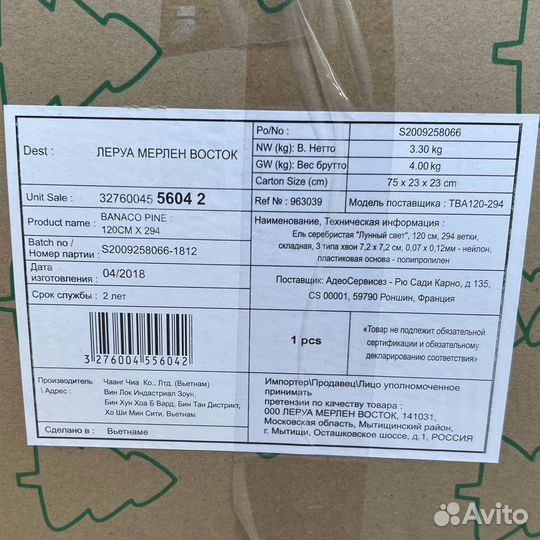 Dest : ЛЕРУА МЕРЛЕН ВОСТОК
Po/No : S2009258066
NW (kg): В. Нетто 3.30 kg
GW (kg): Вес брутто 4.00 kg
Carton Size (cm) 75 x 23 x 23 cm
Unit Sale : 32760045 5604 2
Ref № : 963039 Модель поставщика : TBA120-294
Product name : BANACO PINE
120CM X 294
Batch no /
Номер партии : S2009258066-1812
Дата
изготовления : 04/2018
Срок службы : 2 лет
Наименование, Техническая информация :
Ель серебристая "Лунный свет", 120 см, 294 ветки,
складная, 3 типа хвои 7,2 х 7,2 см, 0,07 х 0,12мм - нейлон,
пластиковая основа - полипропилен
Поставщик: АдеоСервисез - Рю Сади Карно, д 135,
CS 00001, 59790 Роншин, Франция
3 276004 556042
1 pcs
«Товар не подлежит обязательной
сертификации и обязательному
декларированию соответствия»
Производитель : Чаанг Чиа Ко., Лтд. (Вьетнам)
\ Адрес : Вин Лок Индастриал Зоун,
Бин Хун Хоа Б Вард, Бин Тан Дистрикт,
Хо Ши Мин Сити, Вьетнам
Сделано в : Вьетнаме
Импортер\Продавец\Лицо уполномоченное
принимать
претензии по качеству товара :
ООО ЛЕРУА МЕРЛЕН ВОСТОК, 141031,
Московская область, Мытищинский район,
г. Мытищи, Осташковское шоссе, д.1, РОССИЯ
Avito